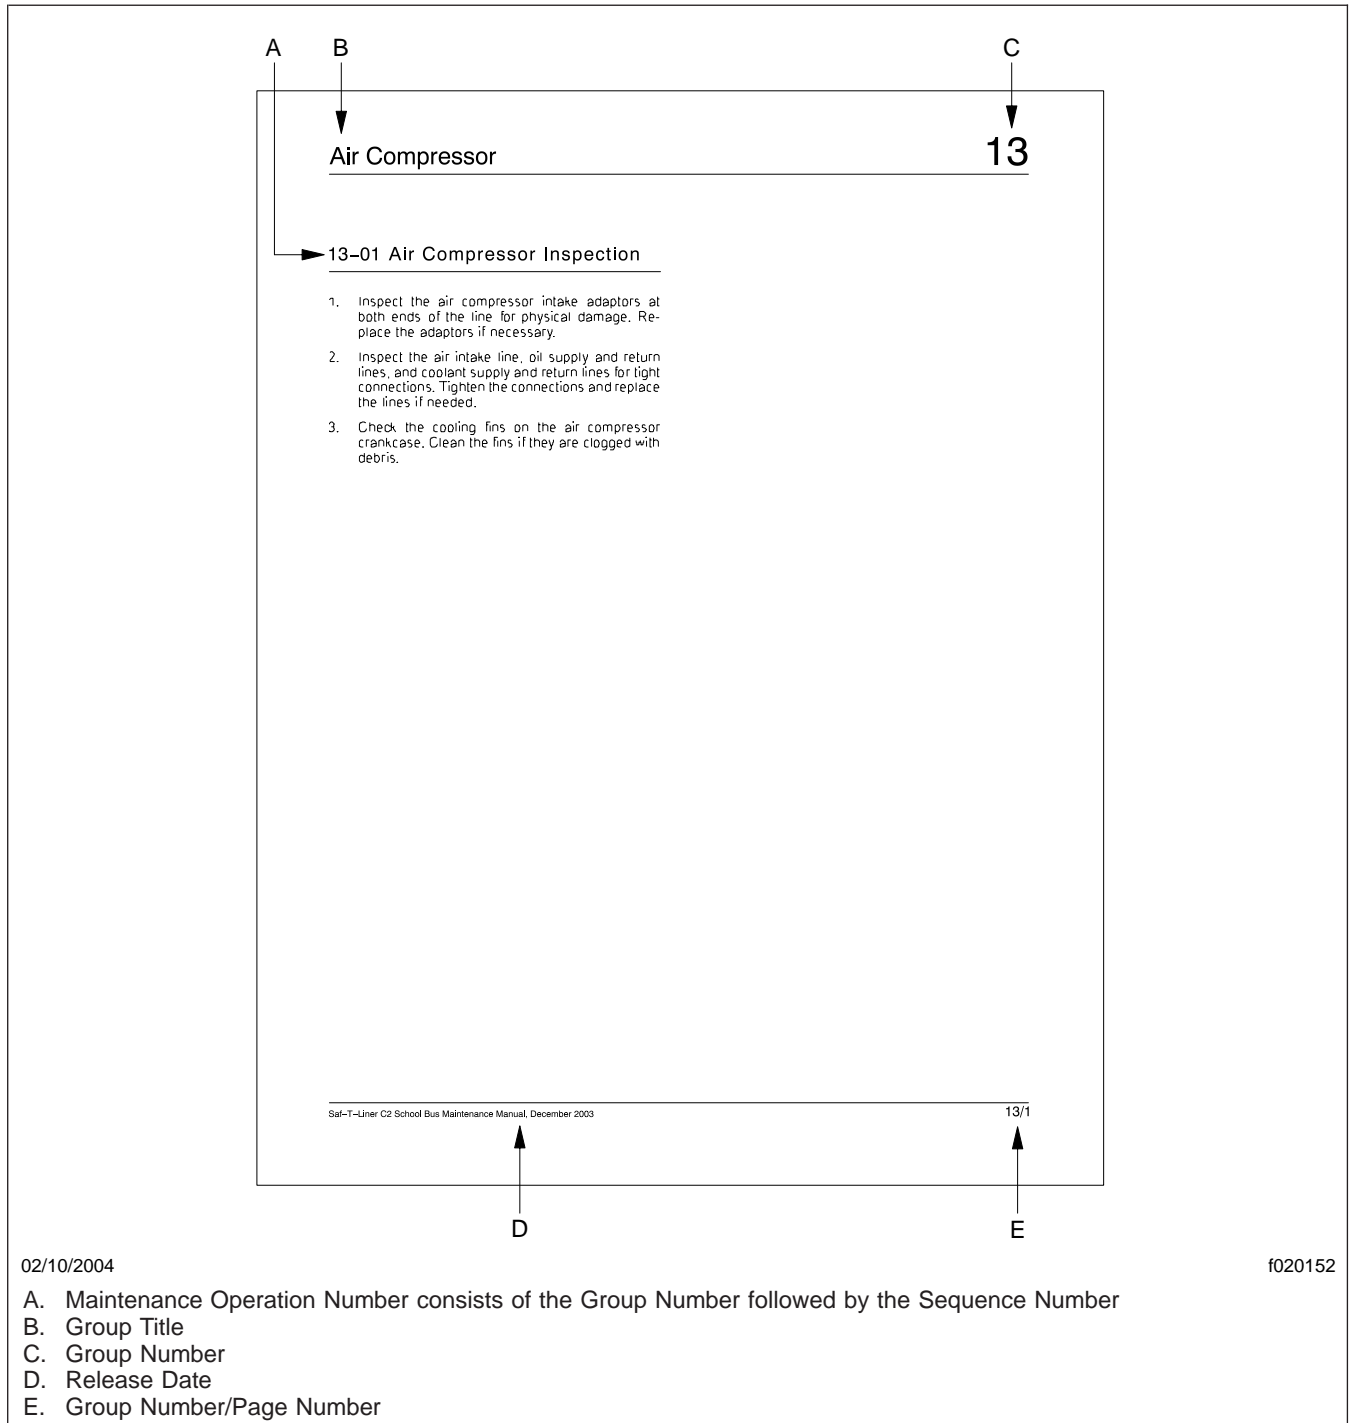 A B C
Air Compressor 13
13–01 Air Compressor Inspection
1. Inspect the air compressor intake adaptors at
both ends of the line for physical damage. Re-
place the adaptors if necessary.
2. Inspect the air intake line, oil supply and return
lines, and coolant supply and return lines for tight
connections. Tighten the connections and replace
the lines if needed.
3. Check the cooling fins on the air compressor
crankcase. Clean the fins if they are clogged with
debris.
Saf–T–Liner C2 School Bus Maintenance Manual, December 2003 13/1
D E
02/10/2004 f020152
A. Maintenance Operation Number consists of the Group Number followed by the Sequence Number
B. Group Title
C. Group Number
D. Release Date
E. Group Number/Page Number